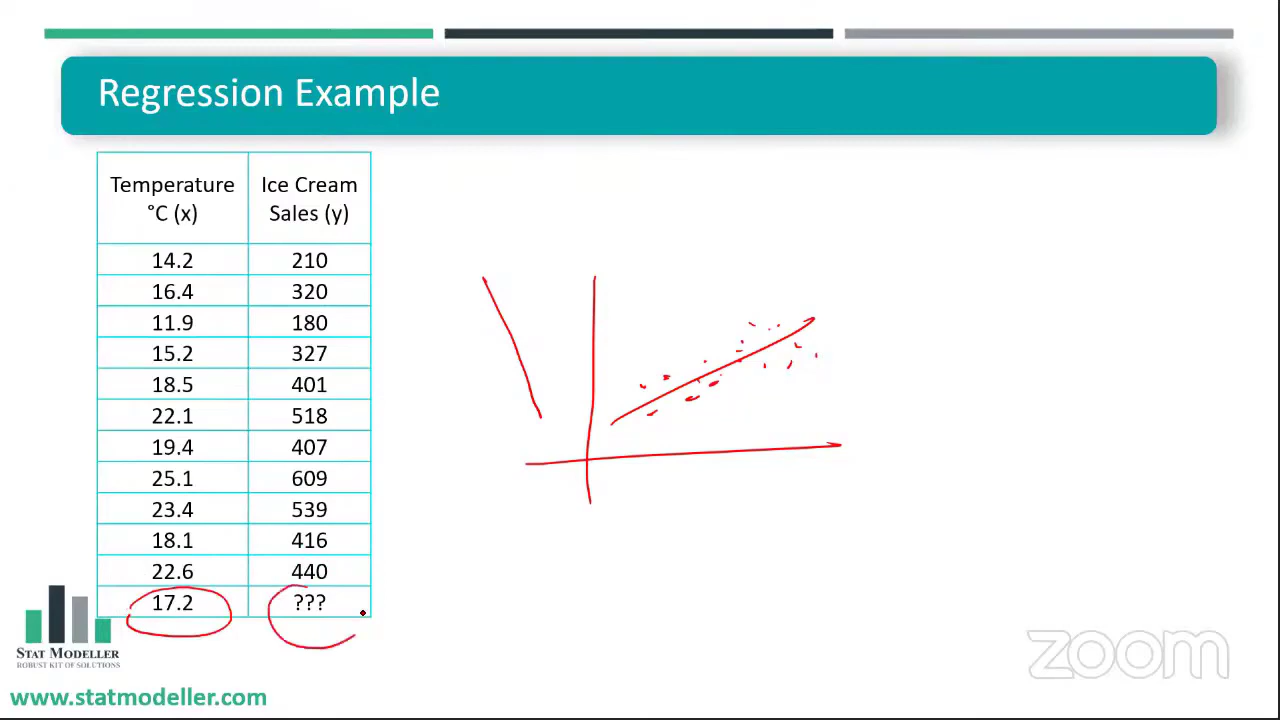 Regression Example
Temperature Ice Cream
°C (x) Sales (y)
14.2 210
16.4 320
11.9 180
15.2 327
18.5 401
22.1 518
19.4 407
25.1 609
23.4 539
18.1 416
22.6 440
17.2 ???
STAT MODELLER
ROBUST KIT OF SOLUTIONS
www.statmodeller.com
zoom